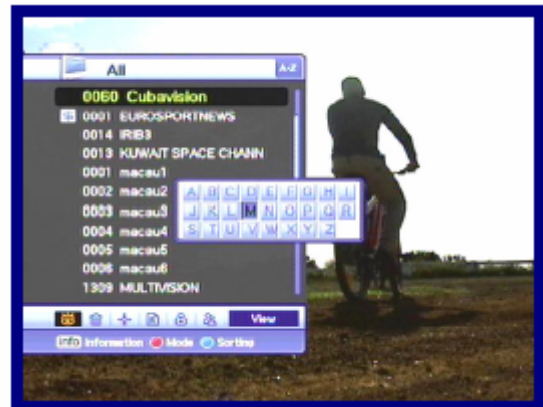 All A-Z
0060 Cubavision
0001 EUROSPORTNEWS
0014 IRIB3
0013 KUWAIT SPACE CHANN
0001 macau1
0002 macau2
0003 macau3
0004 macau4
0005 macau5
0006 macau6
1309 MULTIVISION
A B C D E F G H I
J K L M N O P Q R
S T U V W X Y Z
View
info Information Mode Sorting